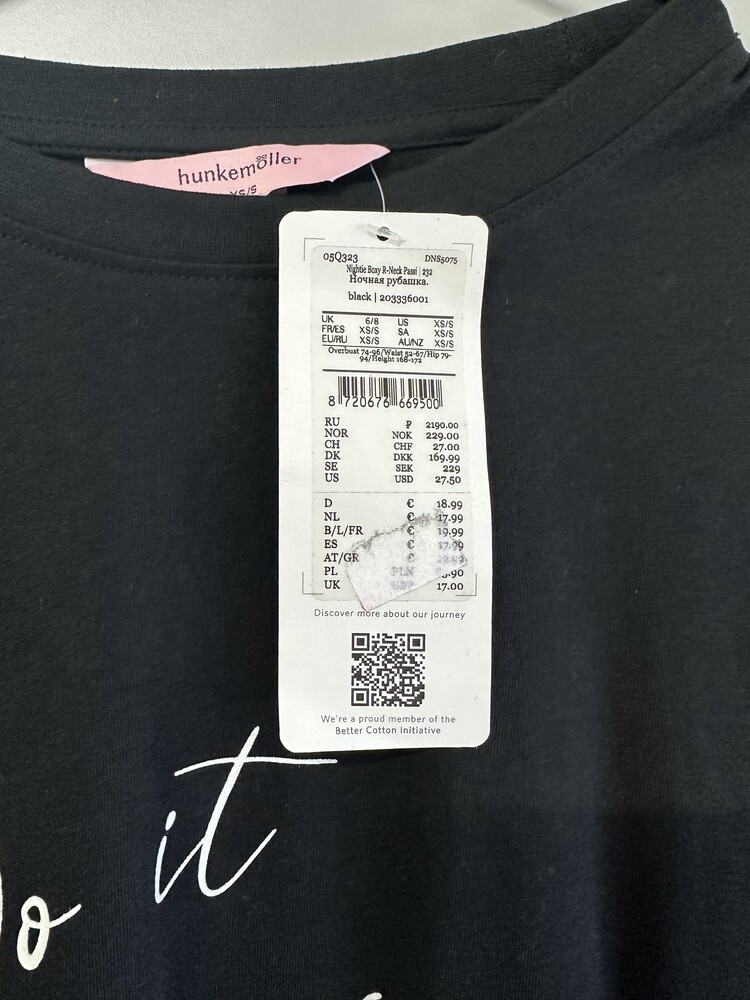 hunkemöller
XS/S
05Q323 DNS5075
Nightie Boxy R-Neck Passi | 232
Ночная рубашка.
black | 203336001
UK 6/8 US XS/S
FR/ES XS/S SA XS/S
EU/RU XS/S AU/NZ XS/S
Overbust 74-96/Waist 52-67/Hip 79-
94/Height 168-172
8 720676 669500
RU ₽ 2190.00
NOR NOK 229.00
CH CHF 27.00
DK DKK 169.99
SE SEK 229
US USD 27.50
D € 18.99
NL € 17.99
B/L/FR € 19.99
ES € 17.99
AT/GR €
PL PLN
UK GBP 17.00
Discover more about our journey
We're a proud member of the
Better Cotton Initiative
it